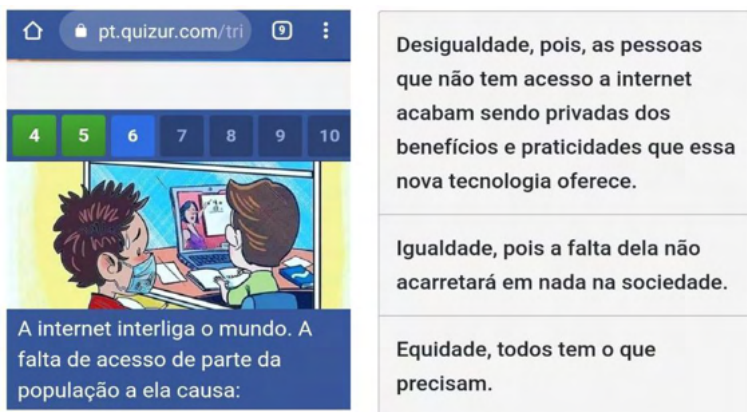 pt.quizur.com/tri
9
4 5 6 7 8 9 10
A internet interliga o mundo. A
falta de acesso de parte da
população a ela causa:
Desigualdade, pois, as pessoas
que não tem acesso a internet
acabam sendo privadas dos
benefícios e praticidades que essa
nova tecnologia oferece.
Igualdade, pois a falta dela não
acarretará em nada na sociedade.
Equidade, todos tem o que
precisam.